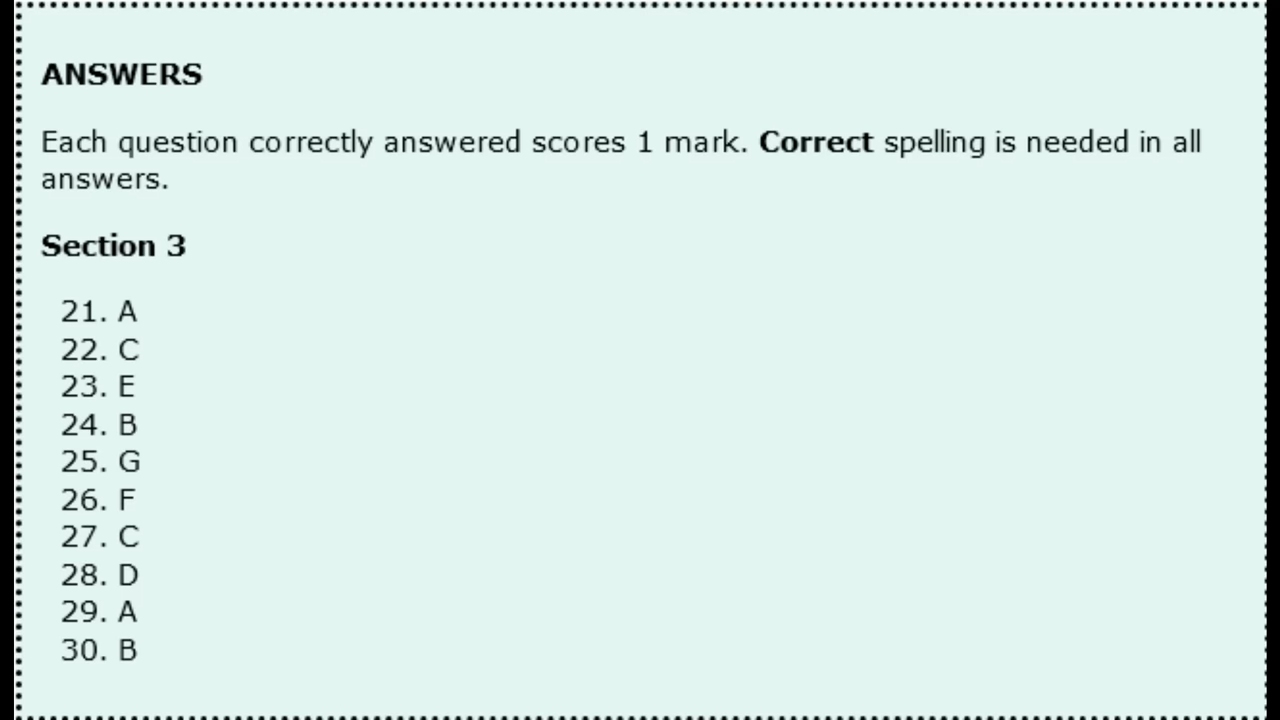 ANSWERS
Each question correctly answered scores 1 mark. Correct spelling is needed in all
answers.
Section 3
21. A
22. C
23. E
24. B
25. G
26. F
27. C
28. D
29. A
30. B